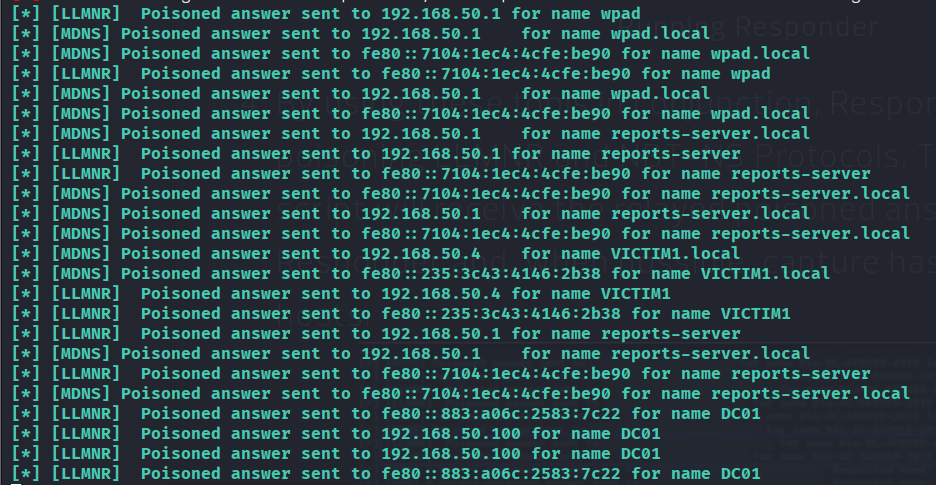 [*] [LLMNR]  Poisoned answer sent to 192.168.50.1 for name wpad
[*] [MDNS] Poisoned answer sent to 192.168.50.1    for name wpad.local
[*] [MDNS] Poisoned answer sent to fe80::7104:1ec4:4cfe:be90 for name wpad.local
[*] [LLMNR]  Poisoned answer sent to fe80::7104:1ec4:4cfe:be90 for name wpad
[*] [MDNS] Poisoned answer sent to 192.168.50.1    for name wpad.local
[*] [MDNS] Poisoned answer sent to fe80::7104:1ec4:4cfe:be90 for name wpad.local
[*] [MDNS] Poisoned answer sent to 192.168.50.1    for name reports-server.local
[*] [LLMNR]  Poisoned answer sent to 192.168.50.1 for name reports-server
[*] [LLMNR]  Poisoned answer sent to fe80::7104:1ec4:4cfe:be90 for name reports-server
[*] [MDNS] Poisoned answer sent to fe80::7104:1ec4:4cfe:be90 for name reports-server.local
[*] [MDNS] Poisoned answer sent to 192.168.50.1    for name reports-server.local
[*] [MDNS] Poisoned answer sent to fe80::7104:1ec4:4cfe:be90 for name reports-server.local
[*] [MDNS] Poisoned answer sent to 192.168.50.4    for name VICTIM1.local
[*] [MDNS] Poisoned answer sent to fe80::235:3c43:4146:2b38 for name VICTIM1.local
[*] [LLMNR]  Poisoned answer sent to 192.168.50.4 for name VICTIM1
[*] [LLMNR]  Poisoned answer sent to fe80::235:3c43:4146:2b38 for name VICTIM1
[*] [LLMNR]  Poisoned answer sent to 192.168.50.1 for name reports-server
[*] [MDNS] Poisoned answer sent to 192.168.50.1    for name reports-server.local
[*] [LLMNR]  Poisoned answer sent to fe80::7104:1ec4:4cfe:be90 for name reports-server
[*] [MDNS] Poisoned answer sent to fe80::7104:1ec4:4cfe:be90 for name reports-server.local
[*] [LLMNR]  Poisoned answer sent to fe80::883:a06c:2583:7c22 for name DC01
[*] [LLMNR]  Poisoned answer sent to 192.168.50.100 for name DC01
[*] [LLMNR]  Poisoned answer sent to 192.168.50.100 for name DC01
[*] [LLMNR]  Poisoned answer sent to fe80::883:a06c:2583:7c22 for name DC01